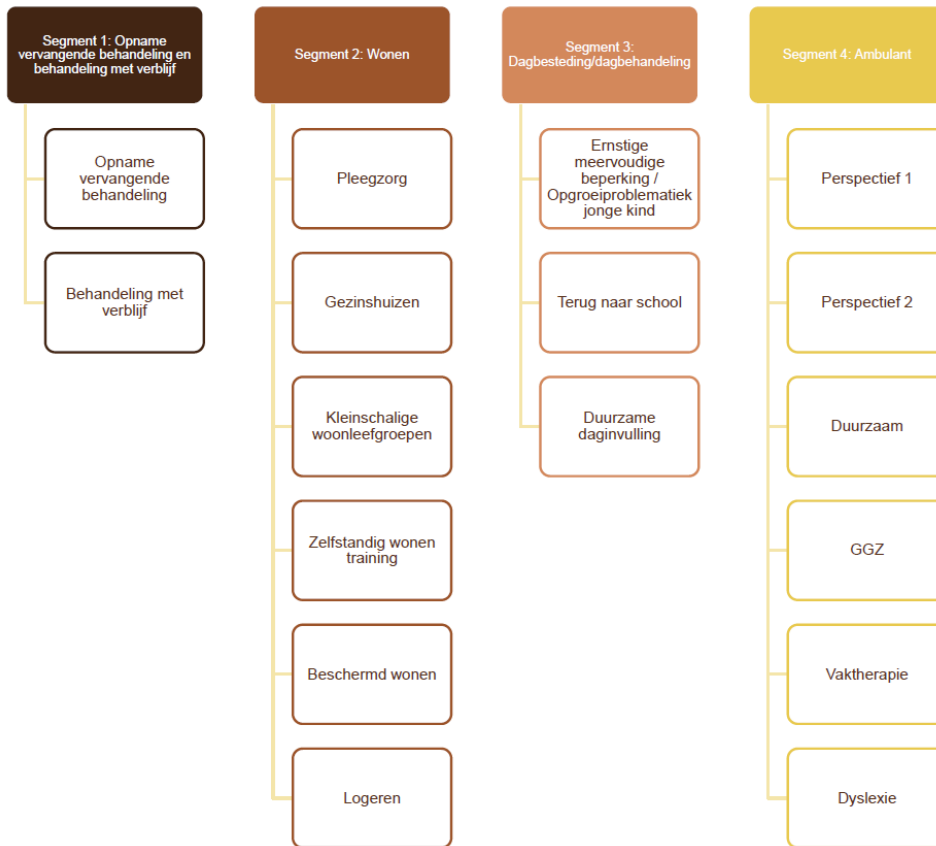 Segment 1: Opname
vervangende behandeling en
behandeling met verblijf
Opname
vervangende
behandeling
Behandeling met
verblijf
Segment 2: Wonen
Pleegzorg
Gezinshuizen
Kleinschalige
woonleefgroepen
Zelfstandig wonen
training
Beschermd wonen
Logeren
Segment 3:
Dagbesteding/dagbehandeling
Ernstige
meervoudige
beperking /
Opgroeiproblematiek
jonge kind
Terug naar school
Duurzame
daginvulling
Segment 4: Ambulant
Perspectief 1
Perspectief 2
Duurzaam
GGZ
Vaktherapie
Dyslexie